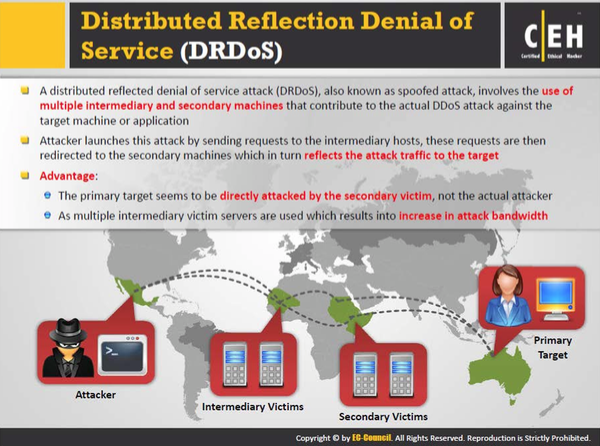 Distributed Reflection Denial of
Service (DRDoS)
C|EH
Certified Ethical Hacker
A distributed reflected denial of service attack (DRDoS), also known as spoofed attack, involves the use of
multiple intermediary and secondary machines that contribute to the actual DDoS attack against the
target machine or application
Attacker launches this attack by sending requests to the intermediary hosts, these requests are then
redirected to the secondary machines which in turn reflects the attack traffic to the target
Advantage:
The primary target seems to be directly attacked by the secondary victim, not the actual attacker
As multiple intermediary victim servers are used which results into increase in attack bandwidth
>_
Attacker
Intermediary Victims
Secondary Victims
Primary
Target
Copyright © by EC-Council. All Rights Reserved. Reproduction is Strictly Prohibited.